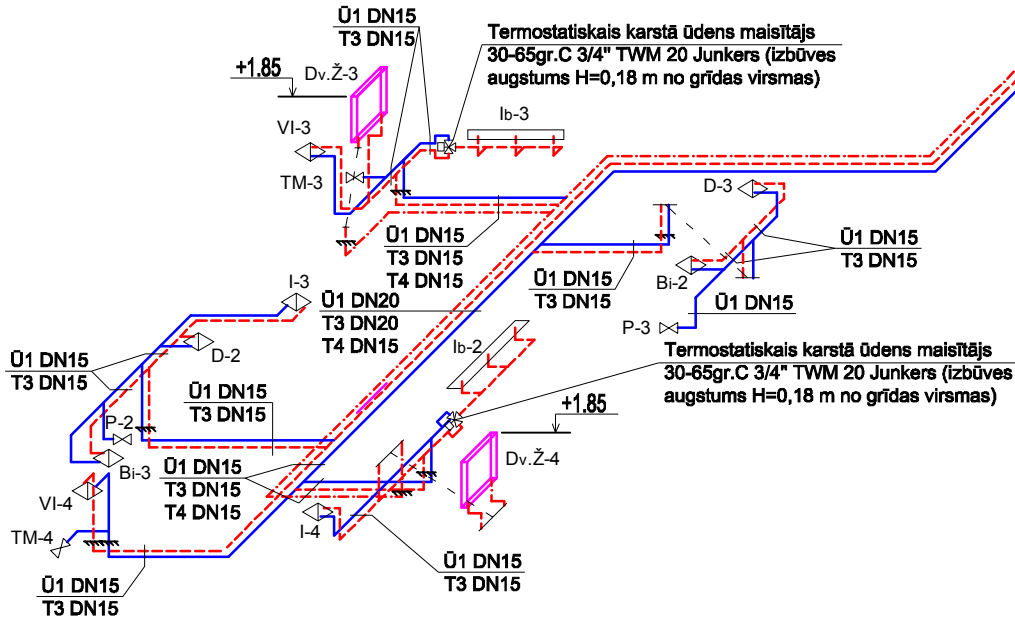 Ū1 DN15
T3 DN15
Termostatiskais karstā ūdens maisītājs
30-65gr.C 3/4" TWM 20 Junkers (izbūves
augstums H=0,18 m no grīdas virsmas)
+1.85
Dv.Ž-3
Ib-3
VI-3
TM-3
D-3
Ū1 DN15
T3 DN15
T4 DN15
Ū1 DN15
T3 DN15
Ū1 DN15
T3 DN15
Bi-2
I-3
Ū1 DN20
T3 DN20
T4 DN15
Ū1 DN15
P-3
Ib-2
D-2
Ū1 DN15
T3 DN15
Termostatiskais karstā ūdens maisītājs
30-65gr.C 3/4" TWM 20 Junkers (izbūves
augstums H=0,18 m no grīdas virsmas)
Ū1 DN15
T3 DN15
+1.85
P-2
Dv.Ž-4
Bi-3
Ū1 DN15
T3 DN15
T4 DN15
VI-4
I-4
TM-4
Ū1 DN15
T3 DN15
Ū1 DN15
T3 DN15